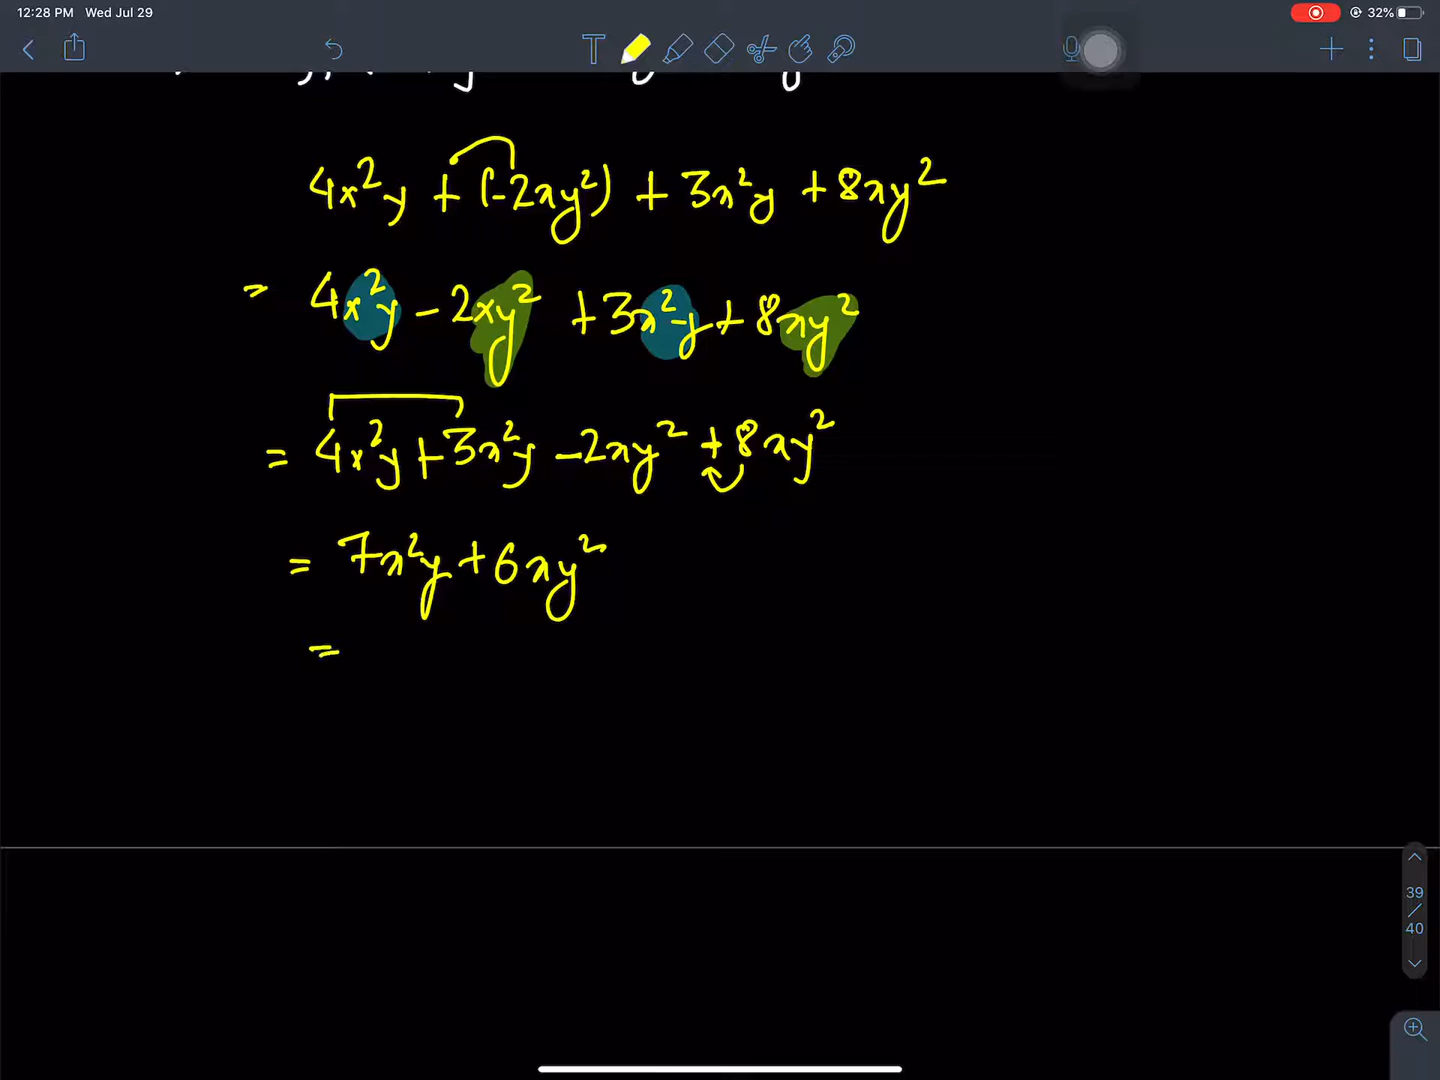 12:28 PM Wed Jul 29 32%
T
4x²y + (-2xy²) + 3x²y + 8xy²
= 4x²y - 2xy² + 3x²y + 8xy²
= 4x²y + 3x²y - 2xy² + 8xy²
= 7x²y + 6xy²
=
39
/
40